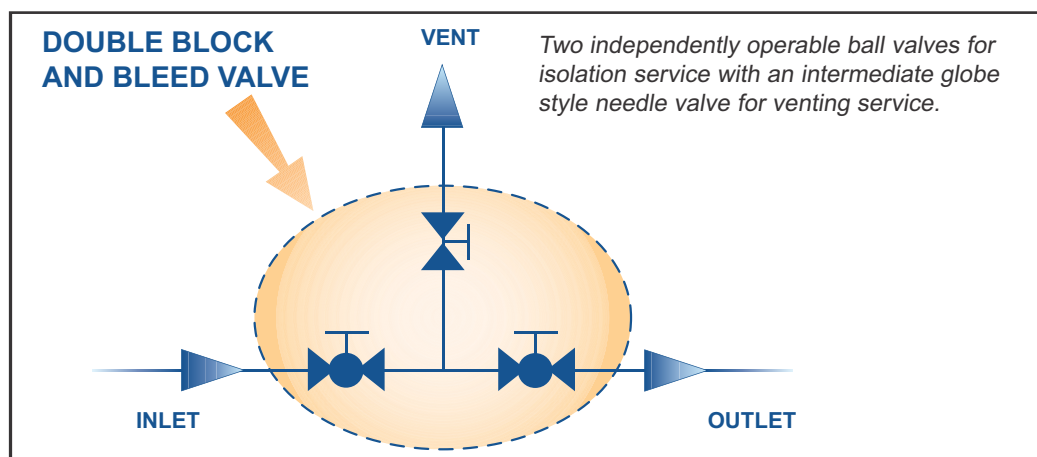 DOUBLE BLOCK
AND BLEED VALVE
VENT
Two independently operable ball valves for
isolation service with an intermediate globe
style needle valve for venting service.
INLET
OUTLET